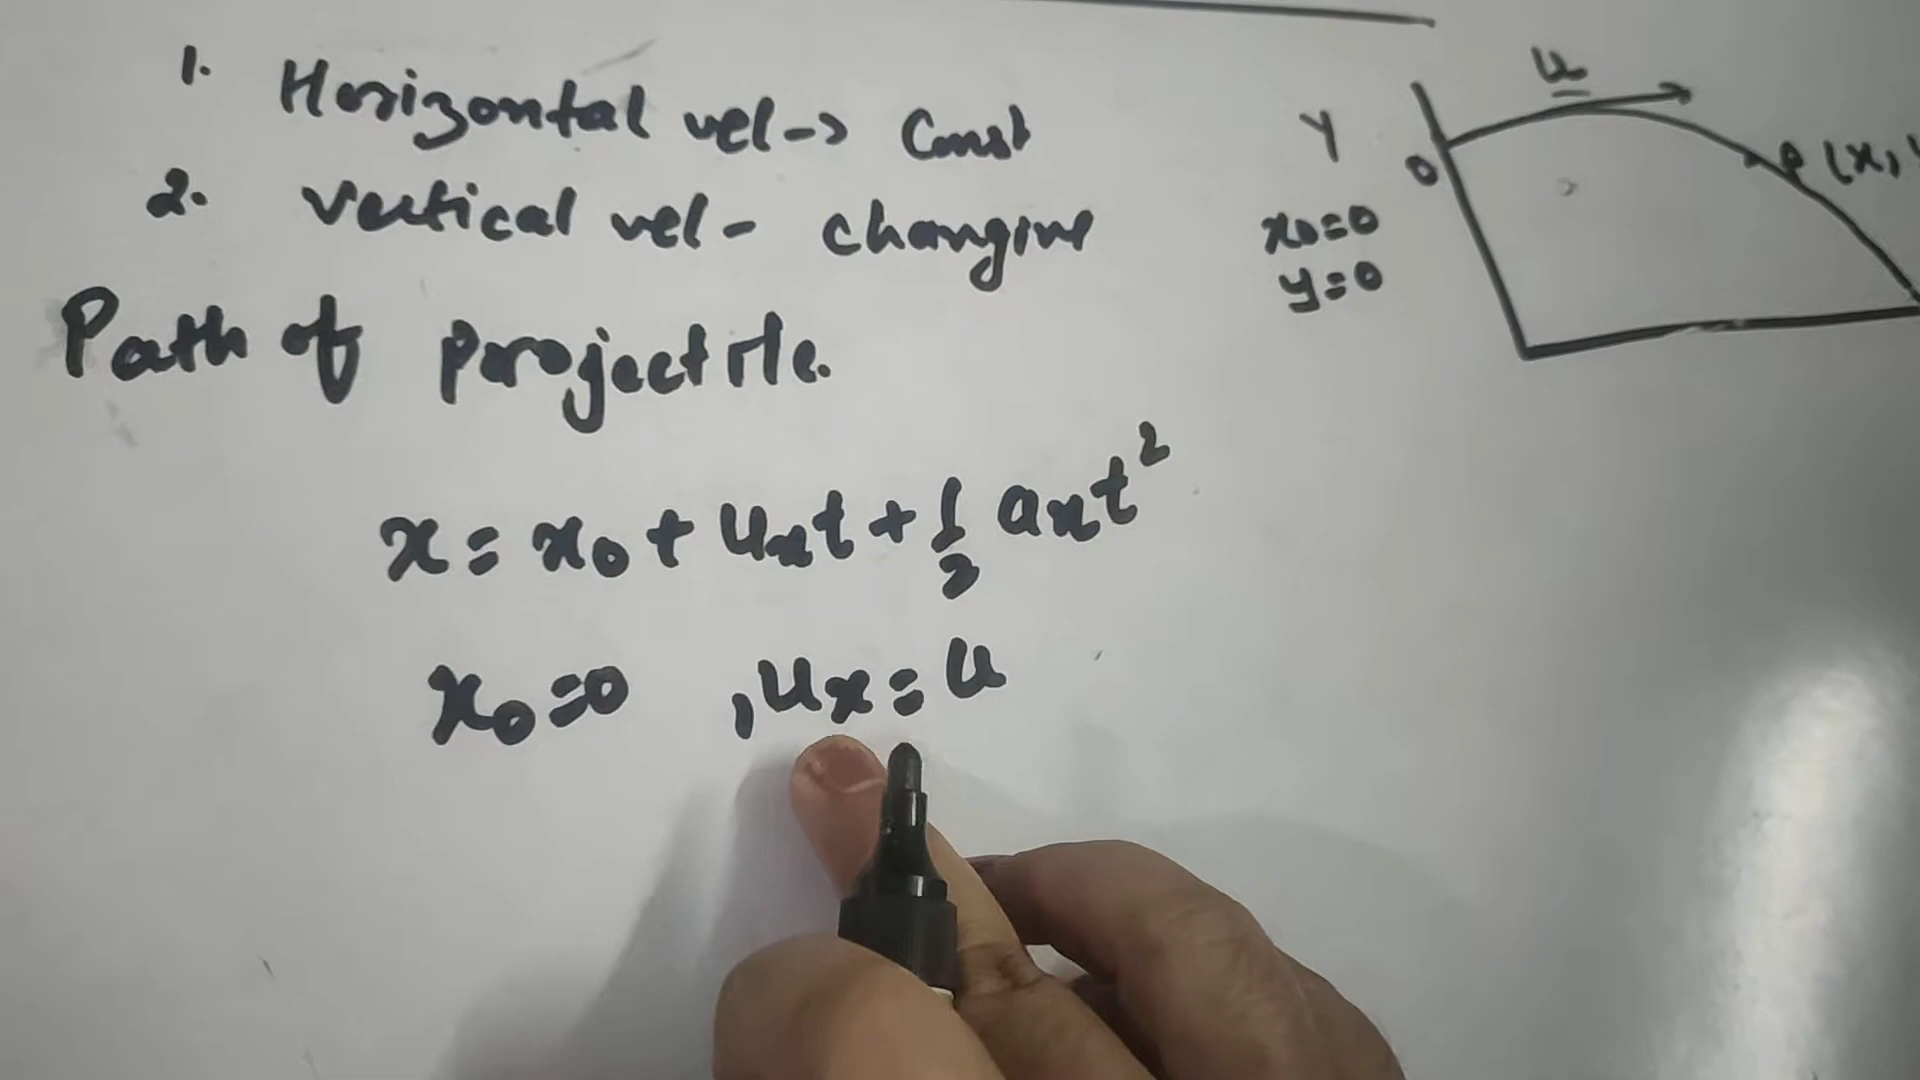 1. Horizontal vel-> Const
2. Vertical vel- changing
Path of projectile.
x = x₀ + uₓt + 1/2 aₓt²
x₀=0 , uₓ= u
u
Y
O
P (x,
x₀=0
y=0